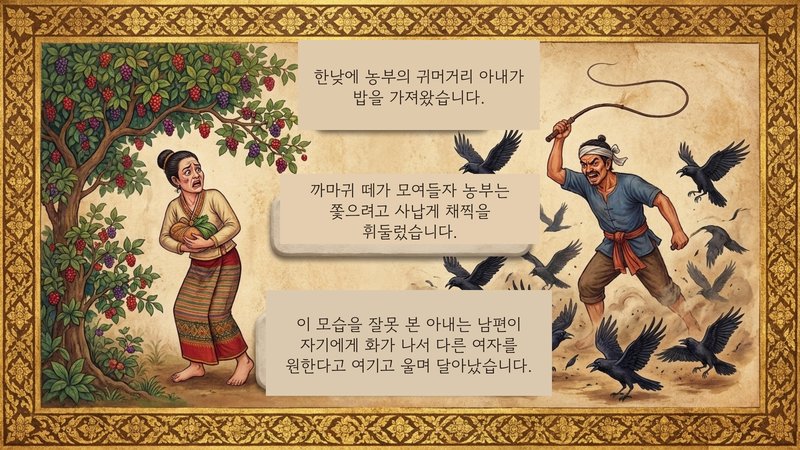 한낮에 농부의 귀머거리 아내가
밥을 가져왔습니다.
까마귀 떼가 모여들자 농부는
쫓으려고 사납게 채찍을
휘둘렀습니다.
이 모습을 잘못 본 아내는 남편이
자기에게 화가 나서 다른 여자를
원한다고 여기고 울며 달아났습니다.